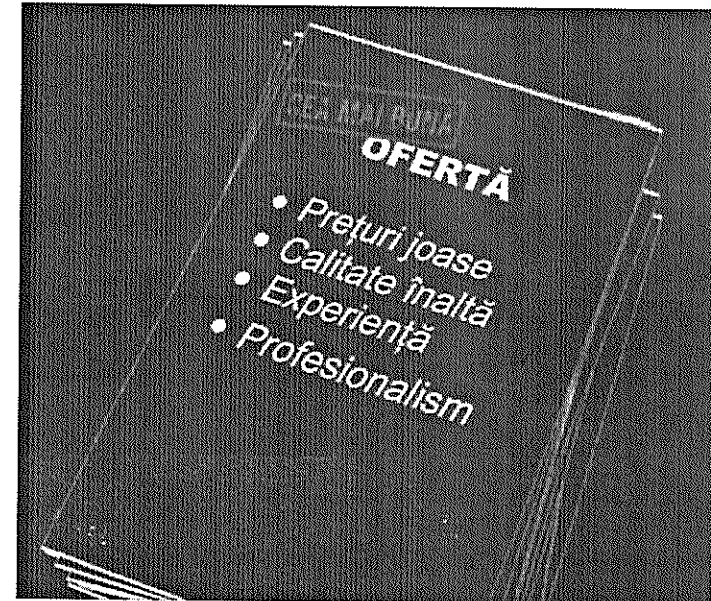 CEA MAI BUNĂ
OFERTĂ
• Prețuri joase
• Calitate înaltă
• Experiență
• Profesionalism